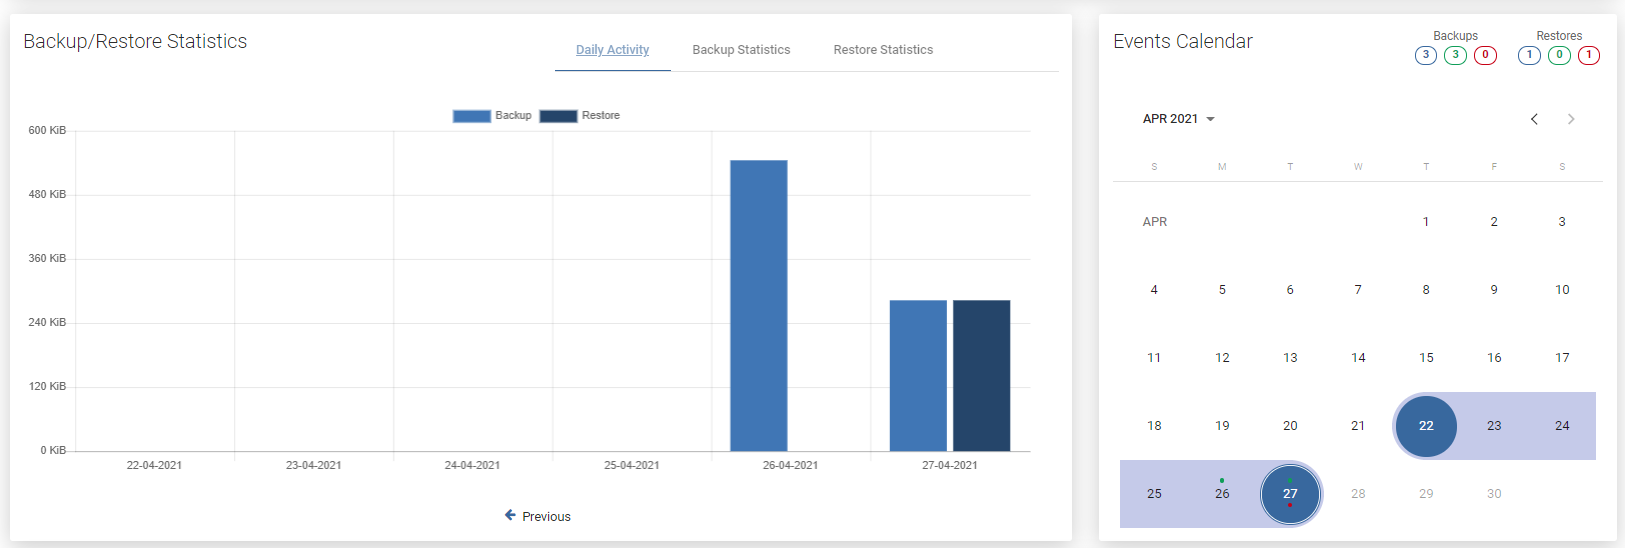 Backup/Restore Statistics
Daily Activity Backup Statistics Restore Statistics
Backup Restore
600 KiB
480 KiB
360 KiB
240 KiB
120 KiB
0 KiB
22-04-2021 23-04-2021 24-04-2021 25-04-2021 26-04-2021 27-04-2021
Previous
Events Calendar
Backups Restores
3 3 0 1 0 1
APR 2021
S M T W T F S
APR 1 2 3
4 5 6 7 8 9 10
11 12 13 14 15 16 17
18 19 20 21 22 23 24
25 26 27 28 29 30